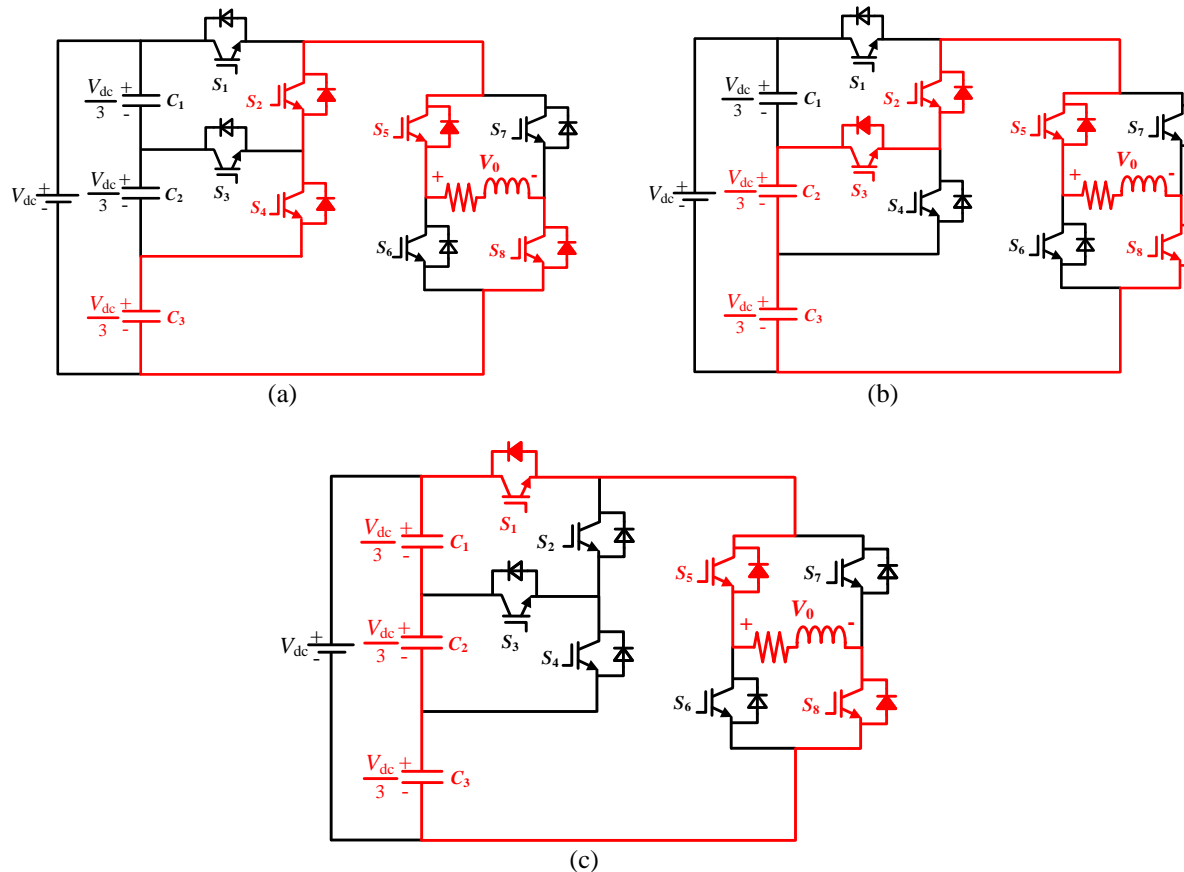 S1
Vdc
3
+
-
C1
S2
S5
S7
V0
+
-
Vdc
+
-
Vdc
3
+
-
C2
S3
S4
S6
S8
Vdc
3
+
-
C3
(a)
S1
Vdc
3
+
-
C1
S2
S5
S7
V0
+
-
Vdc
+
-
Vdc
3
+
-
C2
S3
S4
S6
S8
Vdc
3
+
-
C3
(b)
S1
Vdc
3
+
-
C1
S2
S5
S7
V0
+
-
Vdc
+
-
Vdc
3
+
-
C2
S3
S4
S6
S8
Vdc
3
+
-
C3
(c)